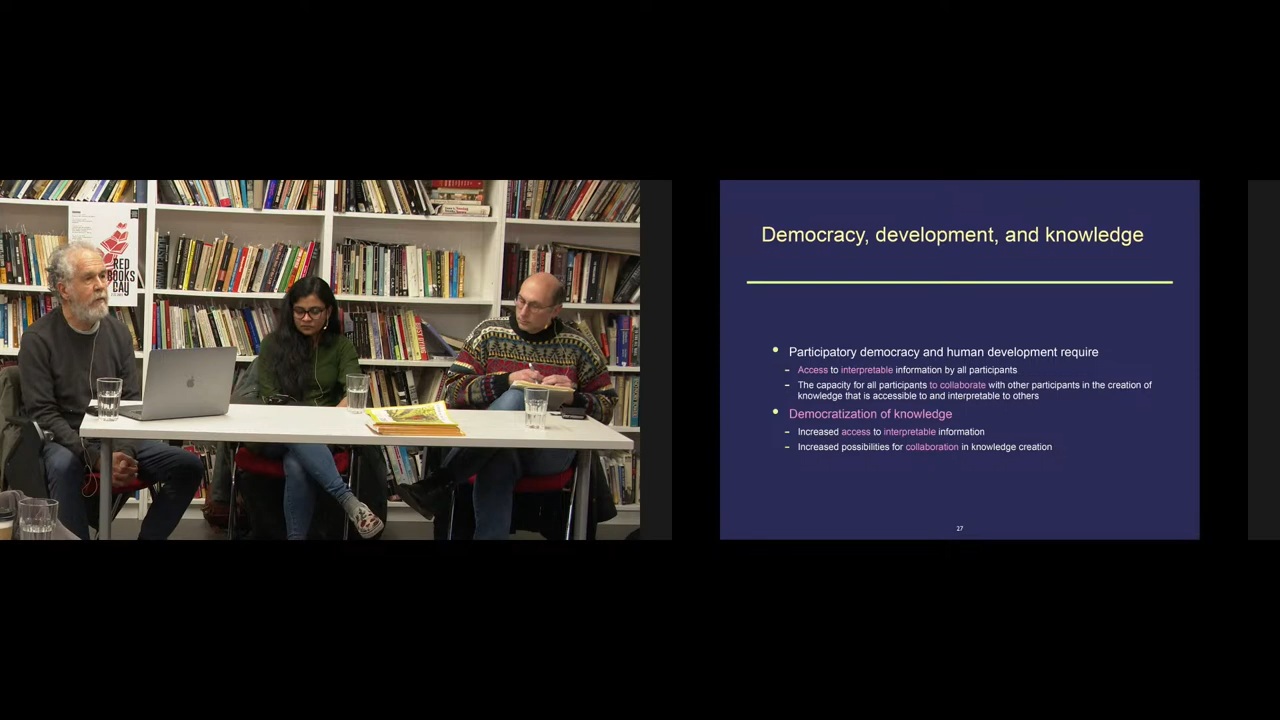 RED
BOOKS
DAY
Democracy, development, and knowledge
• Participatory democracy and human development require
– Access to interpretable information by all participants
– The capacity for all participants to collaborate with other participants in the creation of
knowledge that is accessible to and interpretable to others
• Democratization of knowledge
– Increased access to interpretable information
– Increased possibilities for collaboration in knowledge creation
27